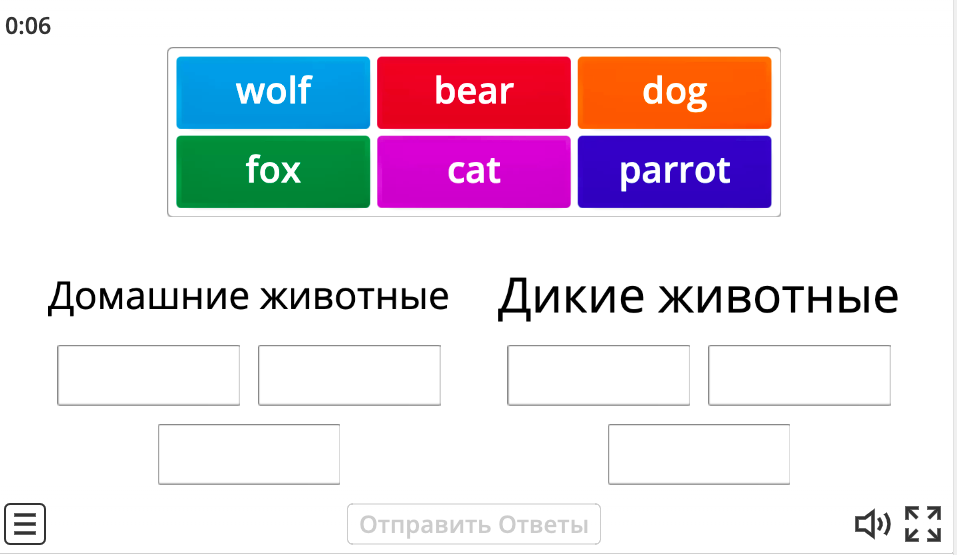 0:06
wolf bear dog
fox cat parrot
Домашние животные Дикие животные
Отправить Ответы